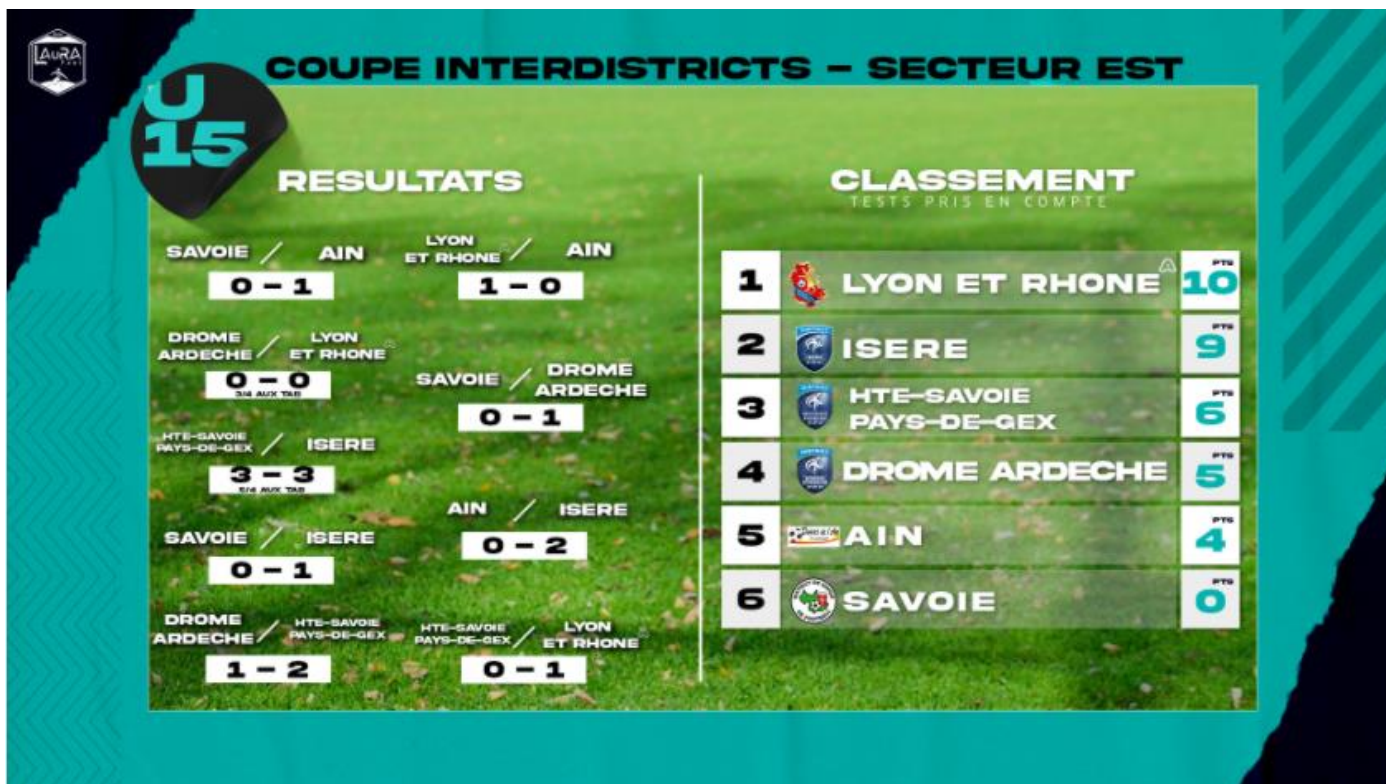 LAuRA
FOOT
COUPE INTERDISTRICTS – SECTEUR EST
U
15
RESULTATS
SAVOIE / AIN
0 – 1
LYON
ET RHONE / AIN
1 – 0
DROME
ARDECHE / LYON
ET RHONE
0 – 0
3/4 AUX TAB
SAVOIE / DROME
ARDECHE
0 – 1
HTE-SAVOIE
PAYS-DE-GEX / ISERE
3 – 3
5/4 AUX TAB
AIN / ISERE
0 – 2
SAVOIE / ISERE
0 – 1
DROME
ARDECHE / HTE-SAVOIE
PAYS-DE-GEX
1 – 2
HTE-SAVOIE
PAYS-DE-GEX / LYON
ET RHONE
0 – 1
CLASSEMENT
TESTS PRIS EN COMPTE
1 LYON ET RHONE PTS 10
2 ISERE PTS 9
3 HTE-SAVOIE
PAYS-DE-GEX PTS 6
4 DROME ARDECHE PTS 5
5 AIN PTS 4
6 SAVOIE PTS 0